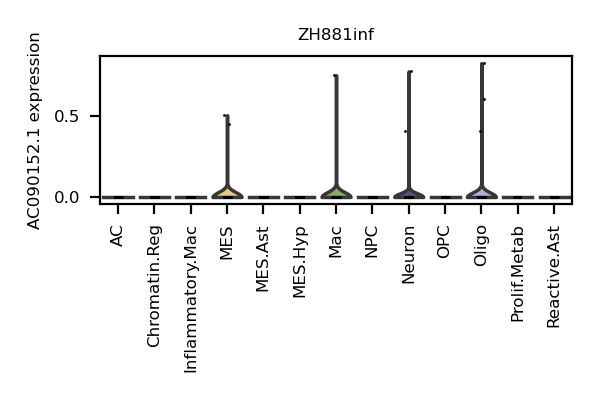 ZH881inf
AC090152.1 expression
0.5
0.0
AC
Chromatin.Reg
Inflammatory.Mac
MES
MES.Ast
MES.Hyp
Mac
NPC
Neuron
OPC
Oligo
Prolif.Metab
Reactive.Ast